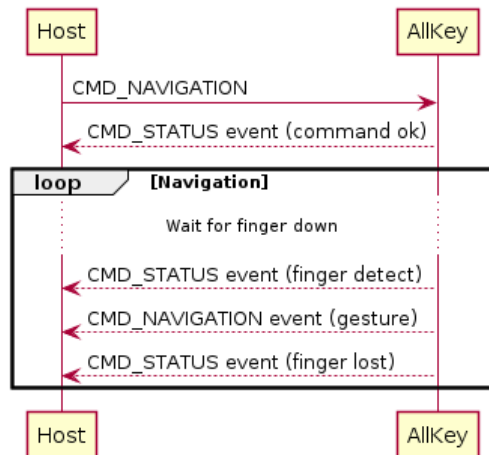 Host AllKey
CMD_NAVIGATION
CMD_STATUS event (command ok)
loop [Navigation]
Wait for finger down
CMD_STATUS event (finger detect)
CMD_NAVIGATION event (gesture)
CMD_STATUS event (finger lost)
Host AllKey